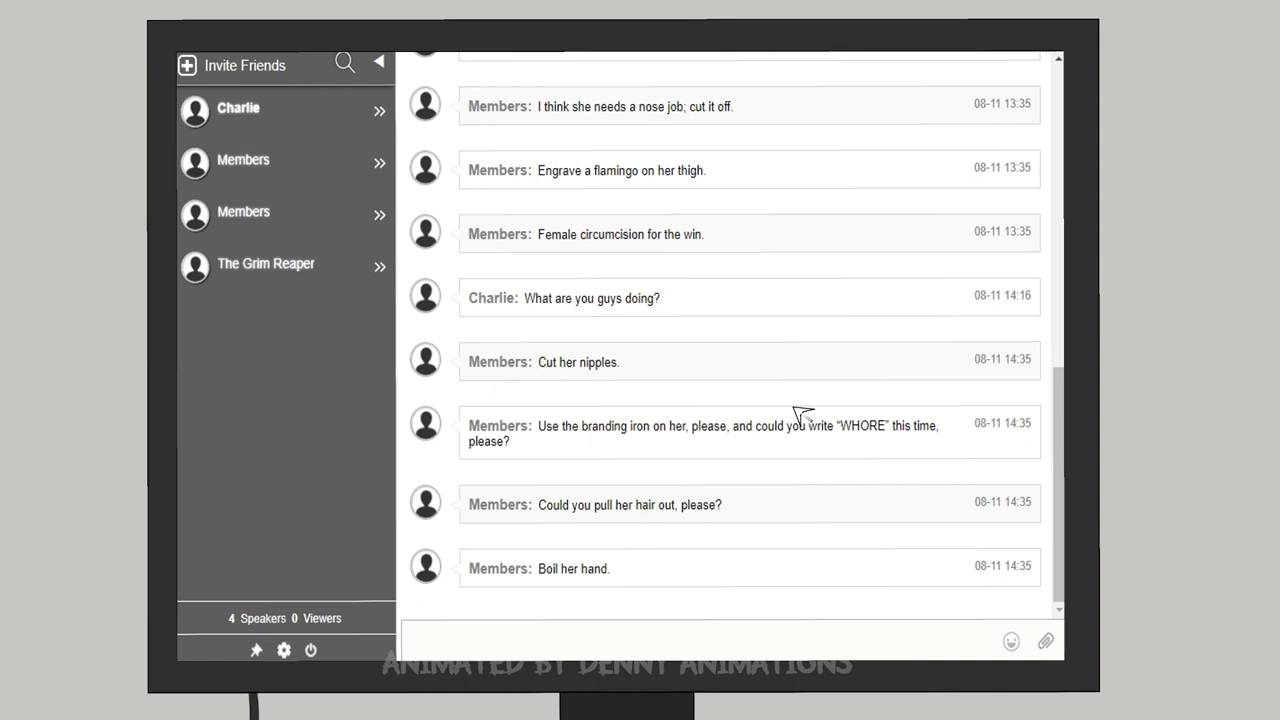 Invite Friends
Charlie
Members
Members
The Grim Reaper
4 Speakers 0 Viewers
Members: I think she needs a nose job; cut it off. 08-11 13:35
Members: Engrave a flamingo on her thigh. 08-11 13:35
Members: Female circumcision for the win. 08-11 13:35
Charlie: What are you guys doing? 08-11 14:16
Members: Cut her nipples. 08-11 14:35
Members: Use the branding iron on her, please, and could you write “WHORE” this time, 08-11 14:35
please?
Members: Could you pull her hair out, please? 08-11 14:35
Members: Boil her hand. 08-11 14:35
ANIMATED BY DENNY ANIMATIONS